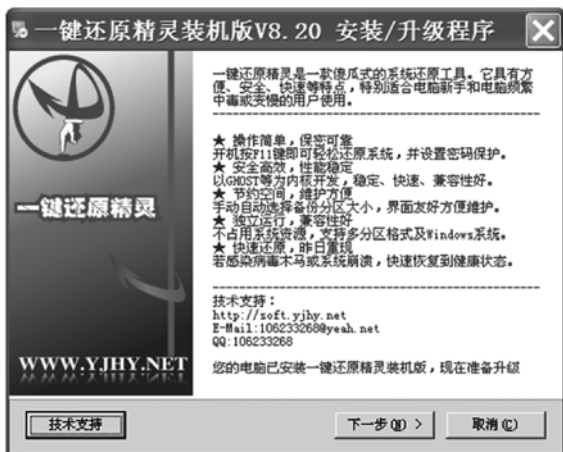 一键还原精灵装机版V8.20 安装/升级程序
一键还原精灵是一款傻瓜式的系统还原工具。它具有方
便、安全、快速等特点，特别适合电脑新手和电脑频繁
中毒或变慢的用户使用。
★ 操作简单，保密可靠
开机按F11键即可轻松还原系统，并设置密码保护。
★ 安全高效，性能稳定
以GHOST等为内核开发，稳定、快速、兼容性好。
★ 节约空间，维护方便
手动自动选择备份分区大小，界面友好方便维护。
★ 独立运行，兼容性好
不占用系统资源，支持多分区格式及Windows系统。
★ 快速还原，昨日重现
若感染病毒木马或系统崩溃，快速恢复到健康状态。
一键还原精灵
技术支持：
http://soft.yjhy.net
E-Mail:106233268@yeah.net
QQ:106233268
WWW.YJHY.NET
您的电脑已安装一键还原精灵装机版，现在准备升级
技术支持
下一步(N) >
取消(C)